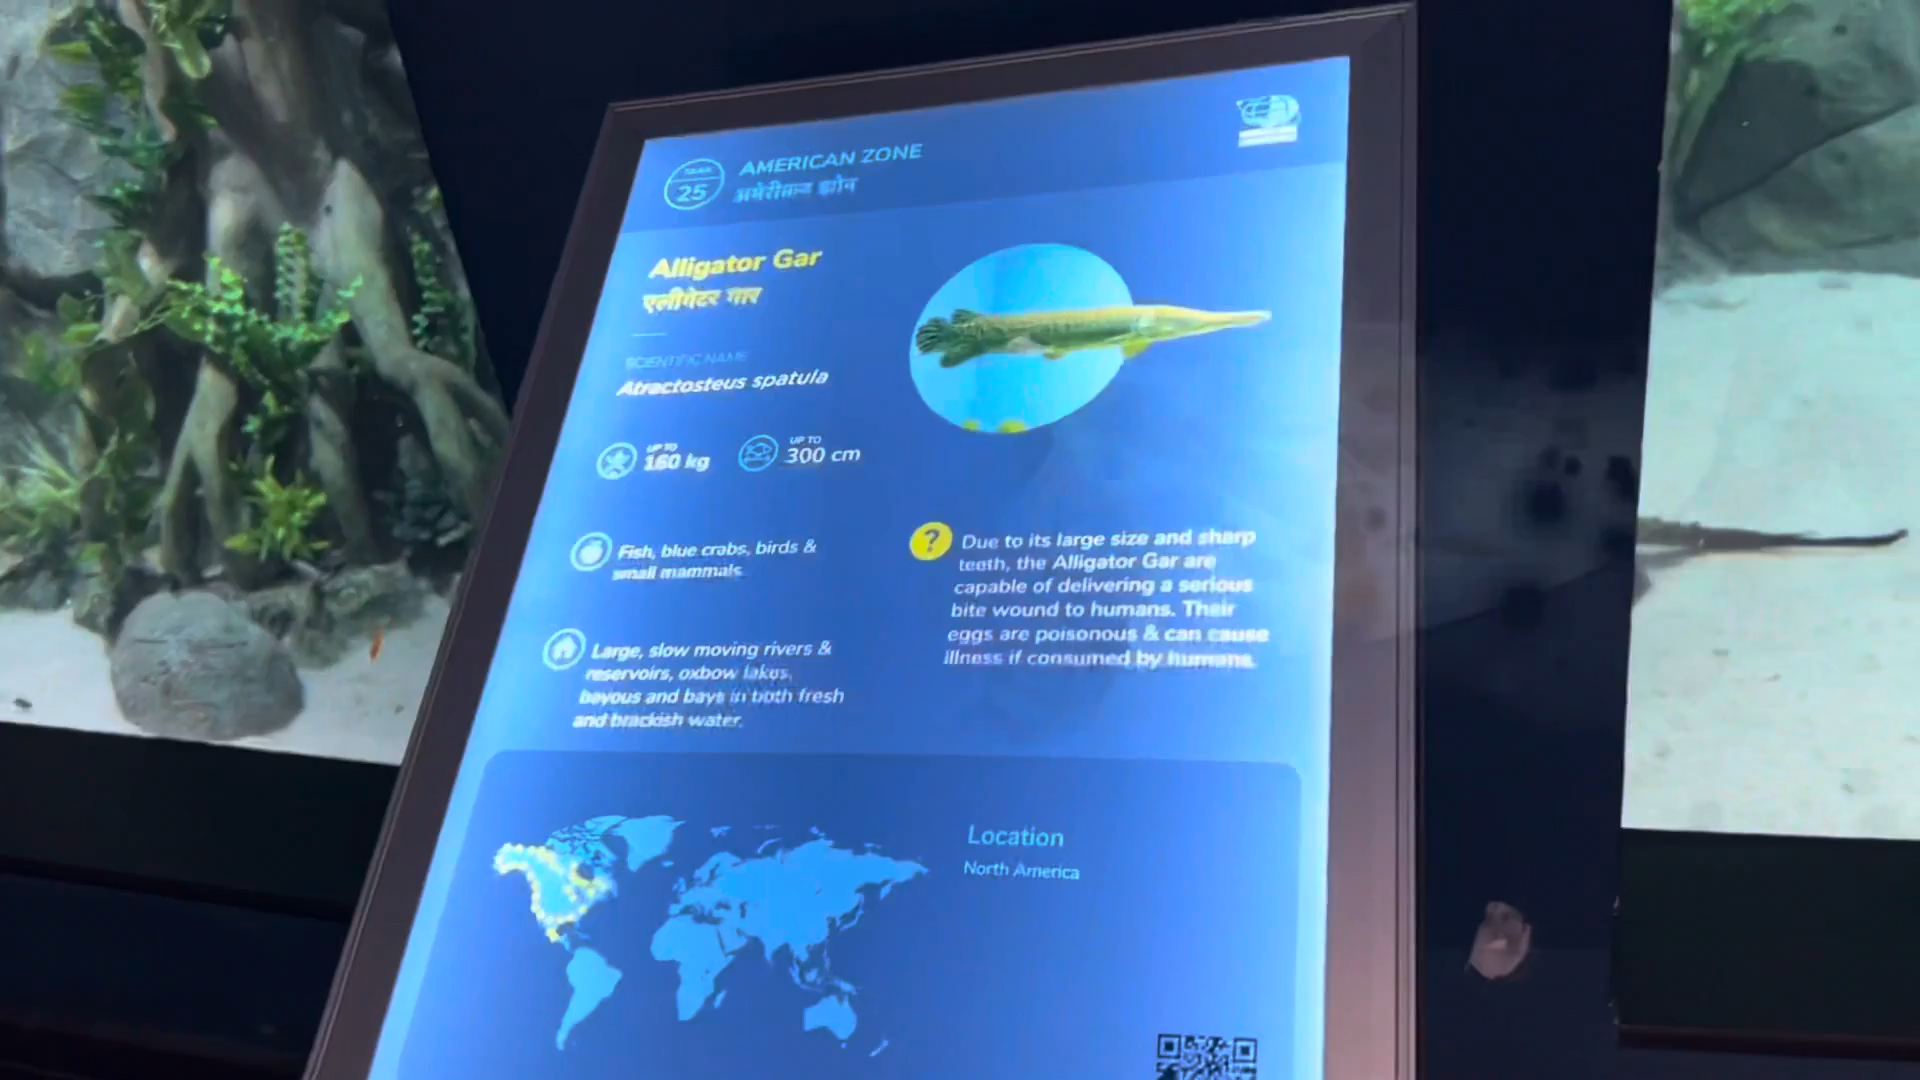 TANK
25
AMERICAN ZONE
अमेरीकन झोन
Alligator Gar
एलीगेटर गार
SCIENTIFIC NAME
Atractosteus spatula
UP TO
160 kg
UP TO
300 cm
Fish, blue crabs, birds &
small mammals.
Large, slow moving rivers &
reservoirs, oxbow lakes,
bayous and bays in both fresh
and brackish water.
?
Due to its large size and sharp
teeth, the Alligator Gar are
capable of delivering a serious
bite wound to humans. Their
eggs are poisonous & can cause
illness if consumed by humans.
Location
North America